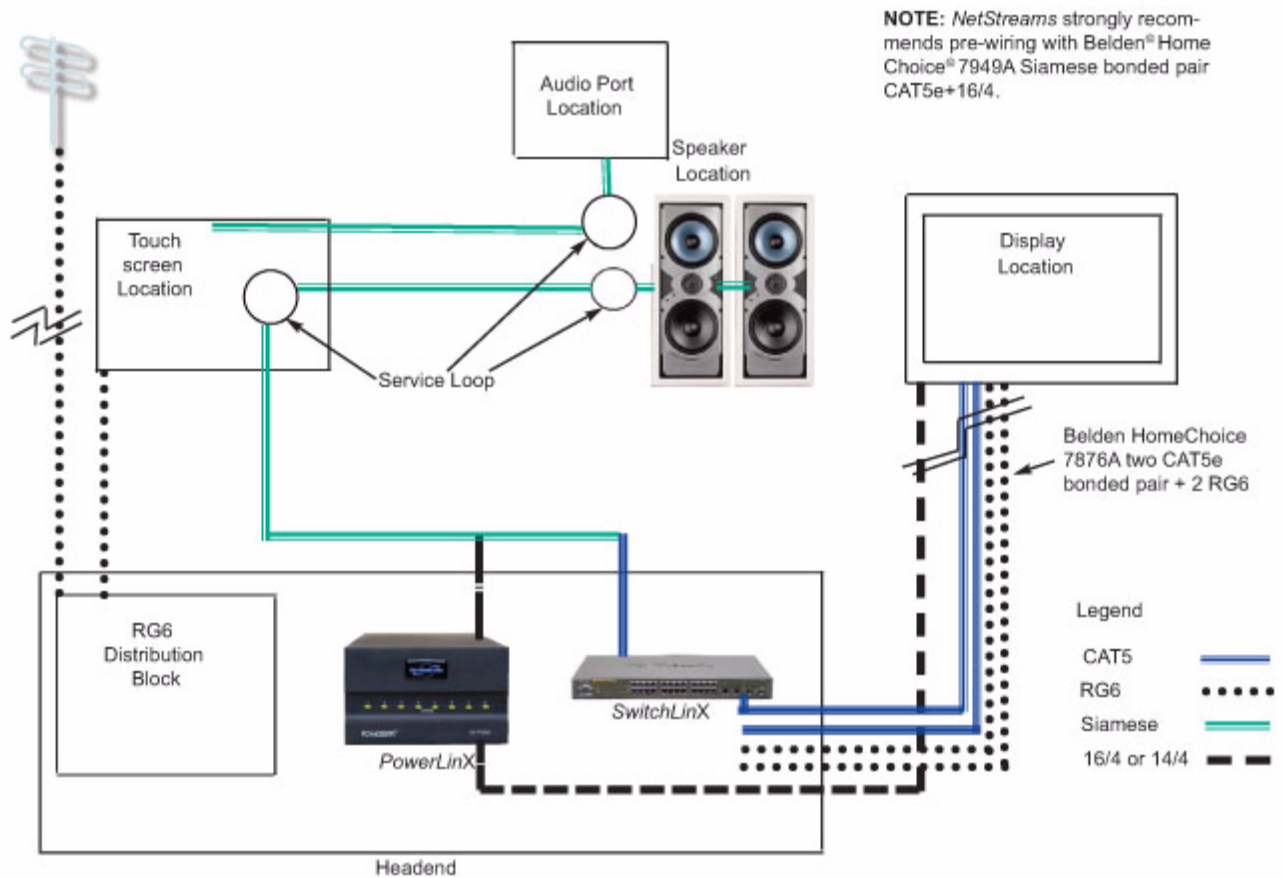 NOTE: NetStreams strongly recom-
mends pre-wiring with Belden® Home
Choice® 7949A Siamese bonded pair
CAT5e+16/4.
Audio Port
Location
Speaker
Location
Touch
screen
Location
Display
Location
Service Loop
Belden HomeChoice
7876A two CAT5e
bonded pair + 2 RG6
RG6
Distribution
Block
SwitchLinX
PowerLinX
Legend
CAT5
RG6
Siamese
16/4 or 14/4
Headend